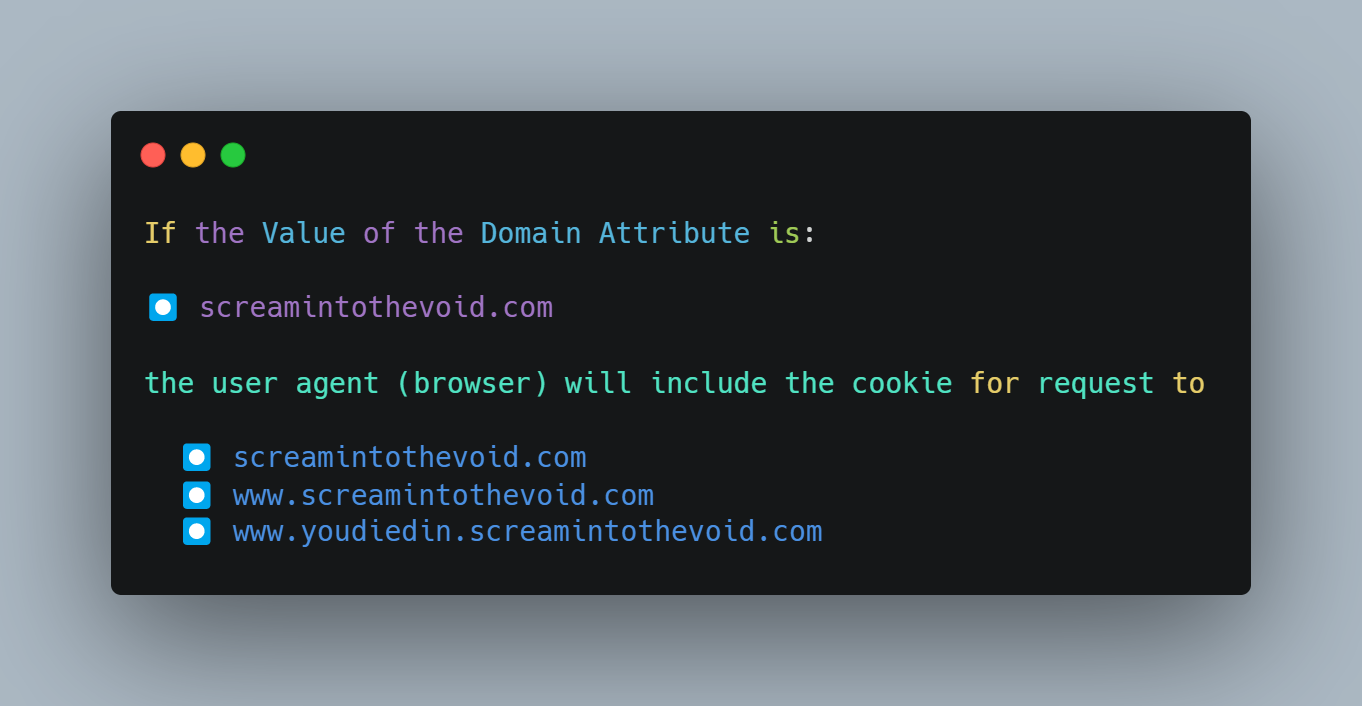 If the Value of the Domain Attribute is:
screamintothevoid.com
the user agent (browser) will include the cookie for request to
screamintothevoid.com
www.screamintothevoid.com
www.youdiedin.screamintothevoid.com